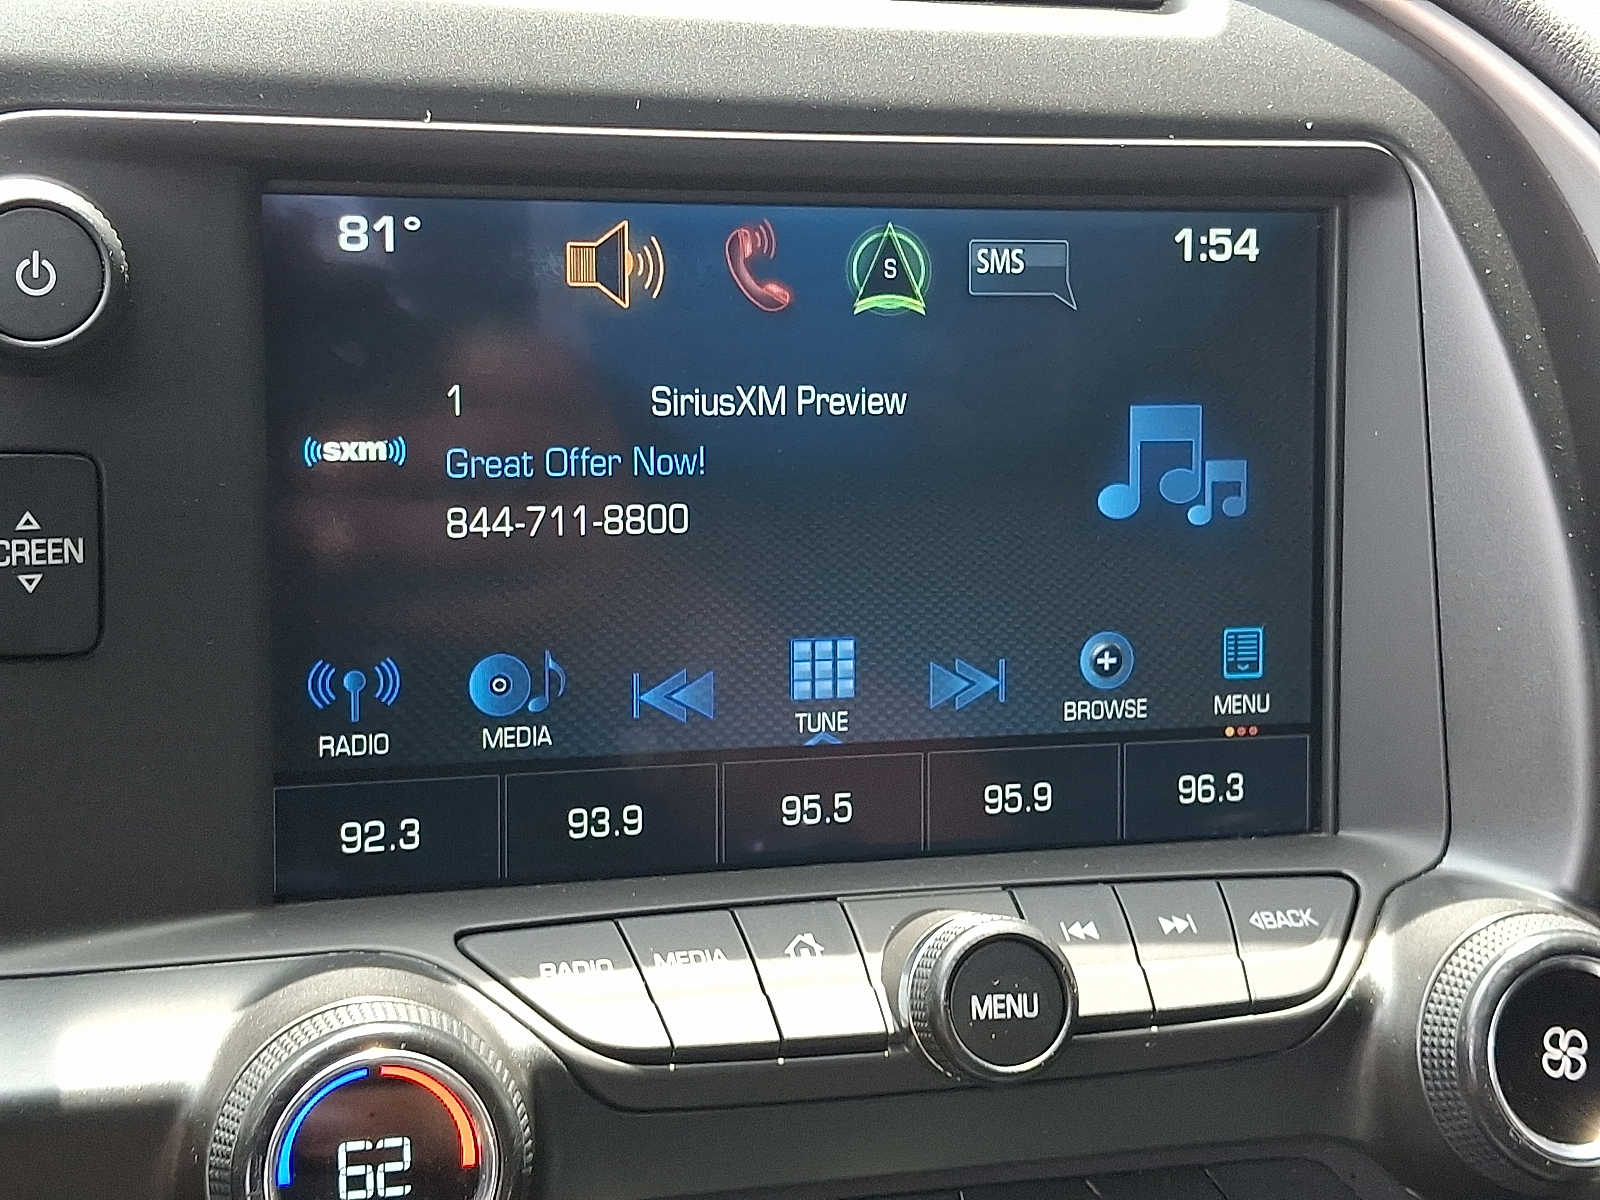 81°
S
SMS
1:54
1
SiriusXM Preview
sxm
Great Offer Now!
844-711-8800
CREEN
RADIO
MEDIA
TUNE
BROWSE
MENU
92.3
93.9
95.5
95.9
96.3
RADIO
MEDIA
MENU
BACK
62